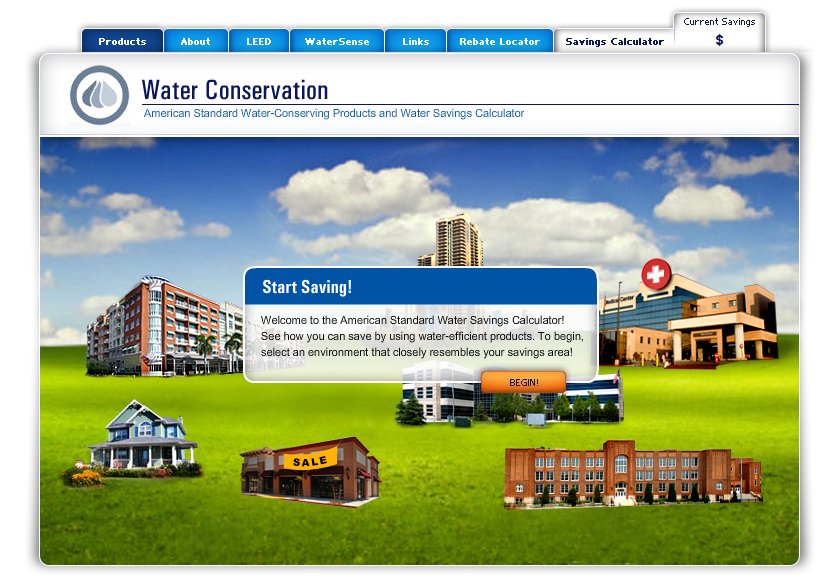 Current Savings
Products About LEED WaterSense Links Rebate Locator Savings Calculator $
Water Conservation
American Standard Water-Conserving Products and Water Savings Calculator
Start Saving!
Medical Center
Welcome to the American Standard Water Savings Calculator!
See how you can save by using water-efficient products. To begin,
select an environment that closely resembles your savings area!
BEGIN!
SALE